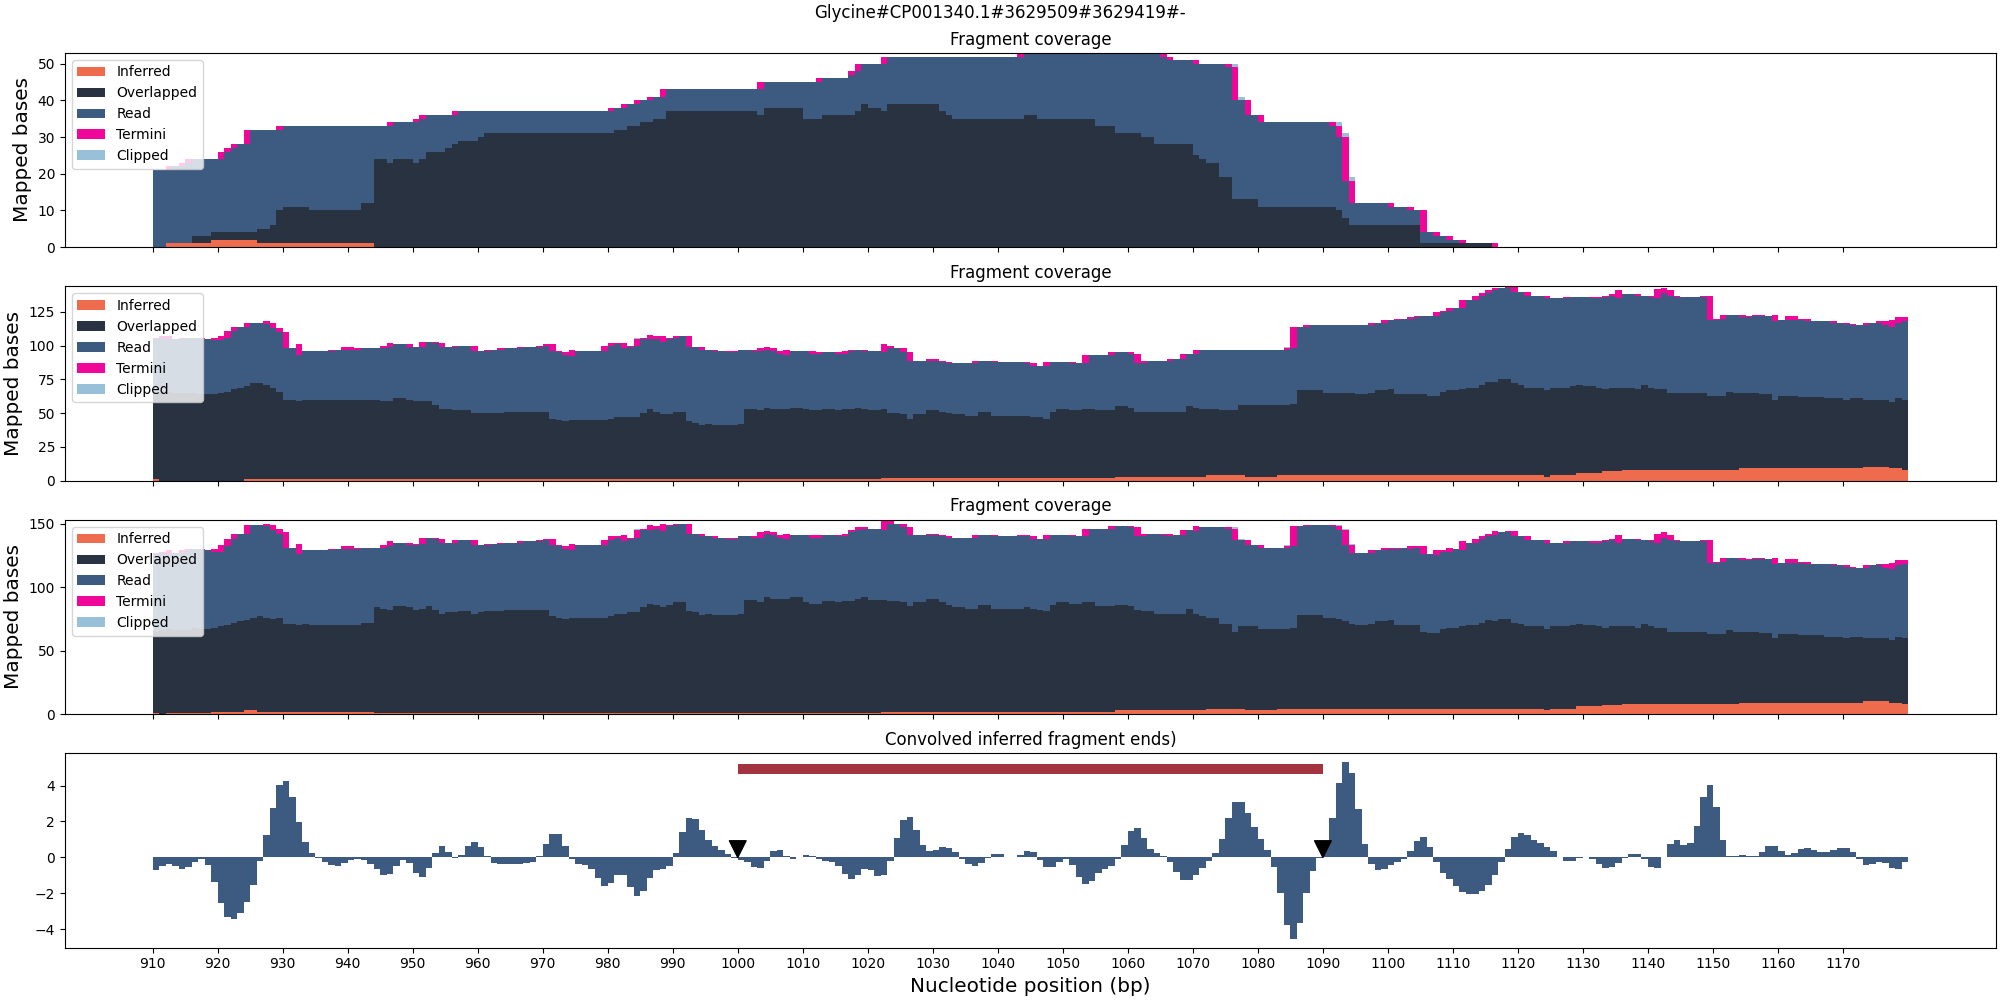 Glycine#CP001340.1#3629509#3629419#-
Fragment coverage
Mapped bases
50
40
30
20
10
0
Inferred
Overlapped
Read
Termini
Clipped
Fragment coverage
Mapped bases
125
100
75
50
25
0
Inferred
Overlapped
Read
Termini
Clipped
Fragment coverage
Mapped bases
150
100
50
0
Inferred
Overlapped
Read
Termini
Clipped
Convolved inferred fragment ends)
4
2
0
−2
−4
910 920 930 940 950 960 970 980 990 1000 1010 1020 1030 1040 1050 1060 1070 1080 1090 1100 1110 1120 1130 1140 1150 1160 1170
Nucleotide position (bp)